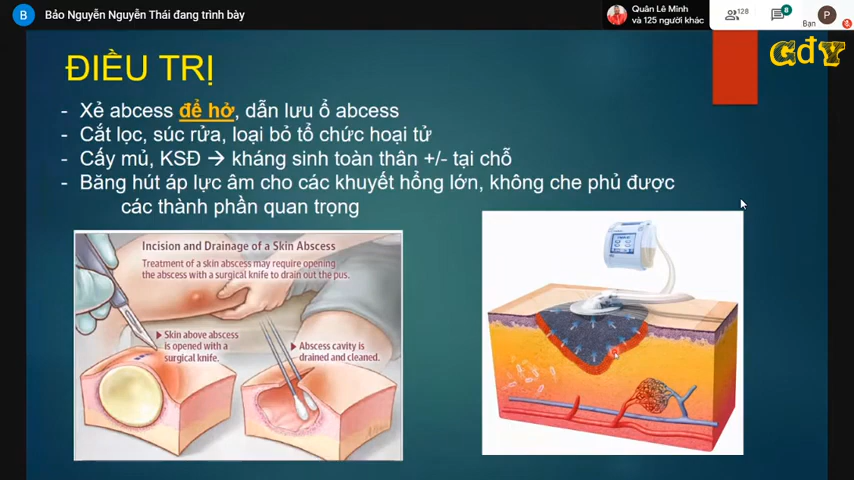 B Bảo Nguyễn Nguyễn Thái đang trình bày
Quân Lê Minh
và 125 người khác
128
8
P
Bạn
GđY
ĐIỀU TRỊ
- Xẻ abcess để hở, dẫn lưu ổ abcess
- Cắt lọc, súc rửa, loại bỏ tổ chức hoại tử
- Cấy mủ, KSĐ → kháng sinh toàn thân +/- tại chỗ
- Băng hút áp lực âm cho các khuyết hổng lớn, không che phủ được
các thành phần quan trọng
Incision and Drainage of a Skin Abscess
Treatment of a skin abscess may require opening
the abscess with a surgical knife to drain out the pus.
Skin above abscess
is opened with a
surgical knife.
Abscess cavity is
drained and cleaned.